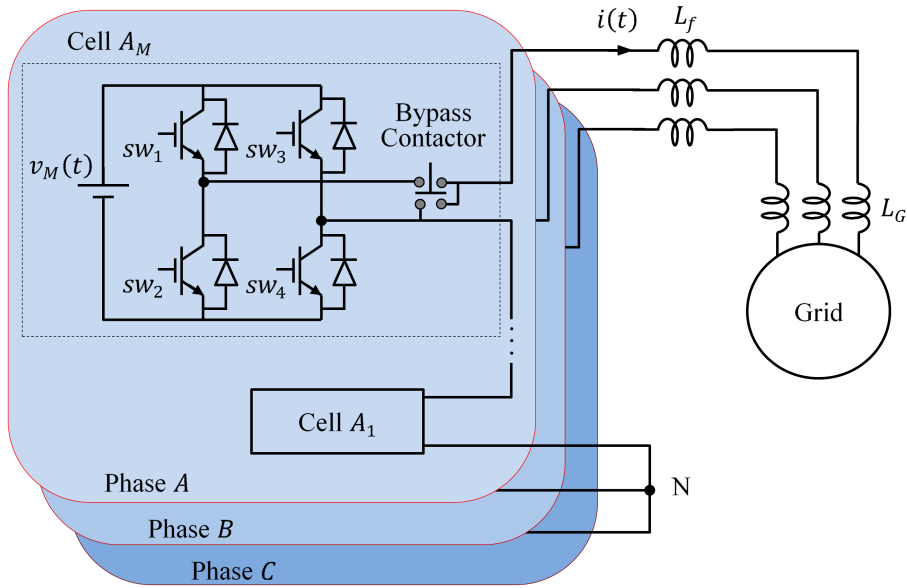 Cell A_M
i(t)
L_f
Bypass
Contactor
sw_1
sw_3
v_M(t)
L_G
sw_2
sw_4
Grid
Cell A_1
Phase A
N
Phase B
Phase C